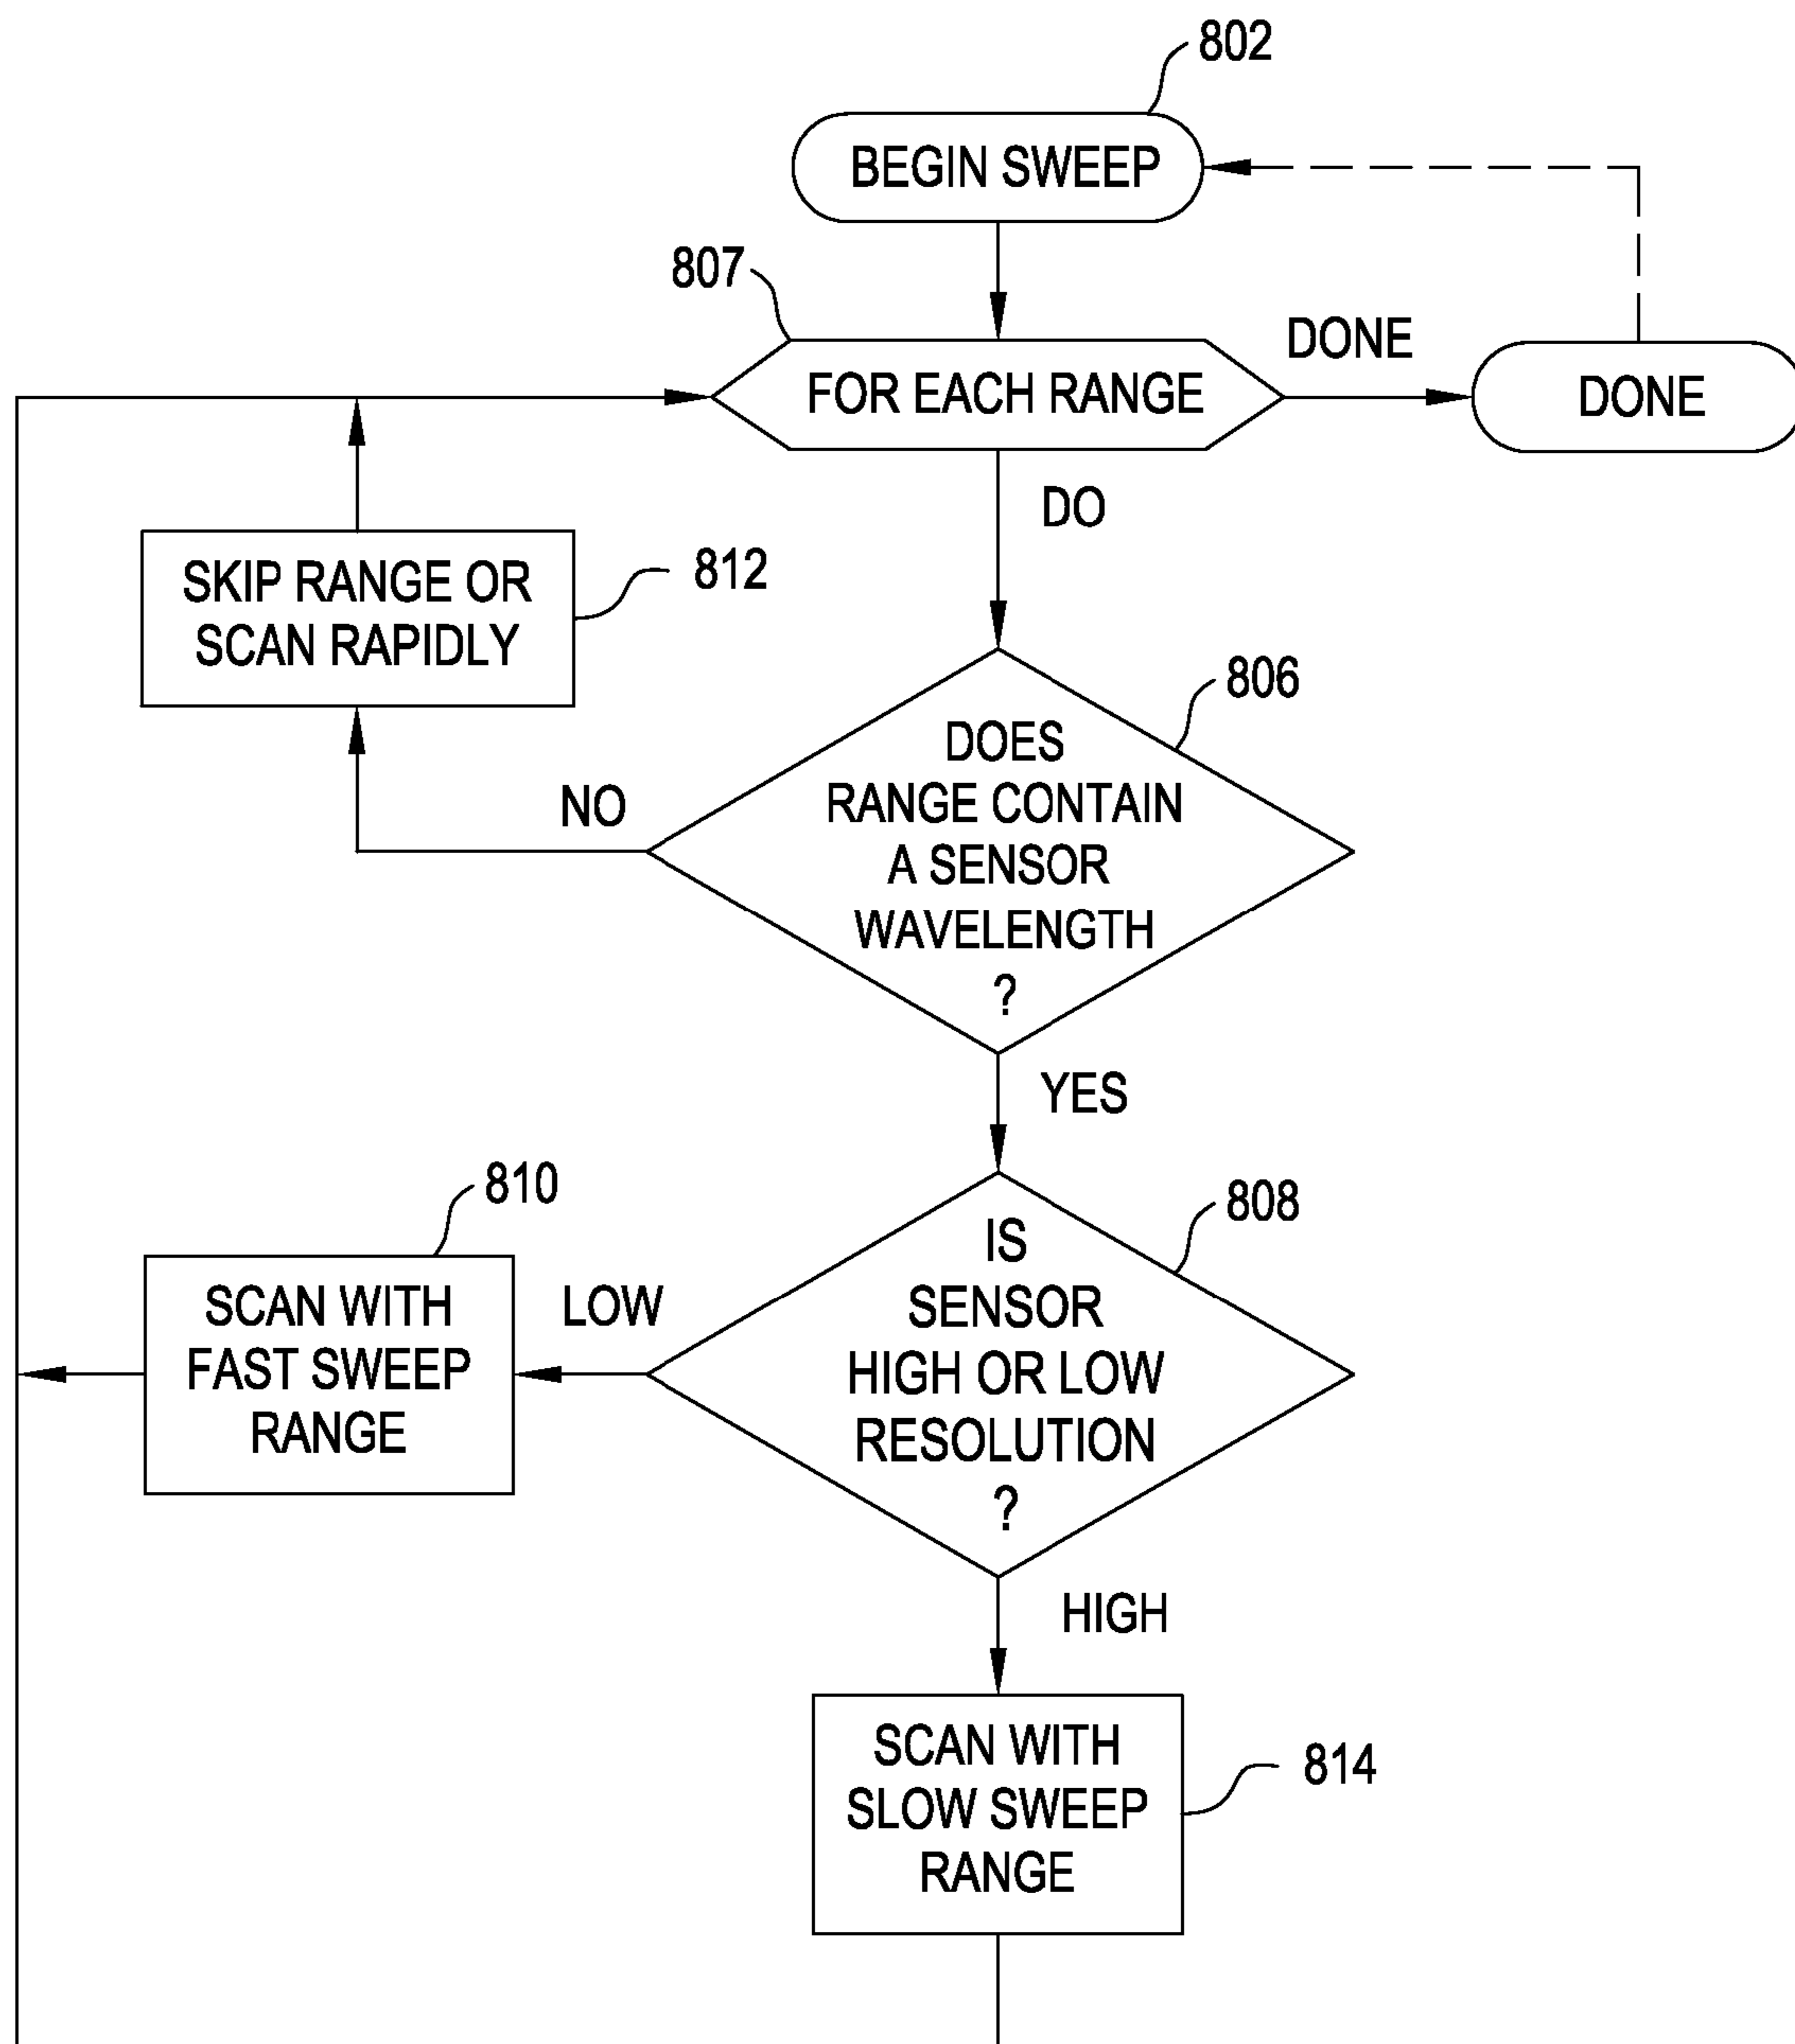 802
BEGIN SWEEP
807
FOR EACH RANGE
DONE
DONE
DO
SKIP RANGE OR
SCAN RAPIDLY
812
806
DOES
RANGE CONTAIN
A SENSOR
WAVELENGTH
?
NO
YES
808
IS
SENSOR
HIGH OR LOW
RESOLUTION
?
810
SCAN WITH
FAST SWEEP
RANGE
LOW
HIGH
SCAN WITH
SLOW SWEEP
RANGE
814